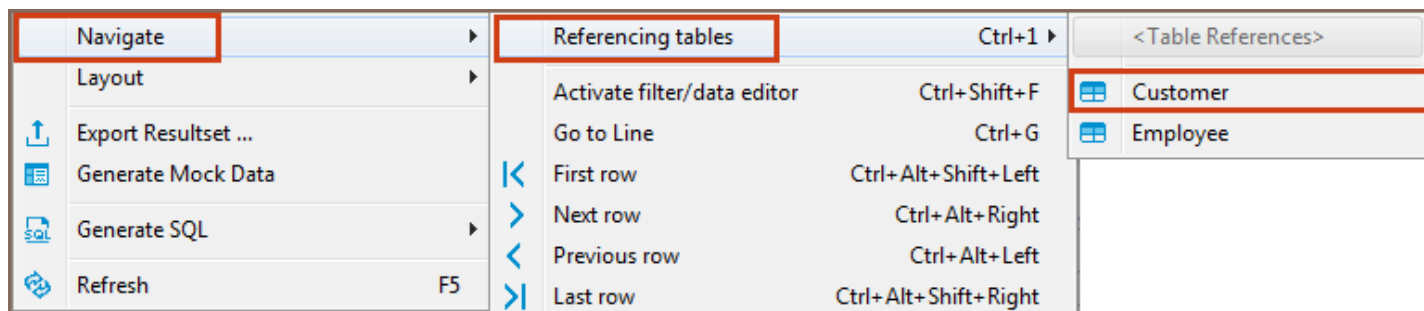 Navigate
Layout
Export Resultset ...
Generate Mock Data
Generate SQL
Refresh F5
Referencing tables Ctrl+1
Activate filter/data editor Ctrl+Shift+F
Go to Line Ctrl+G
First row Ctrl+Alt+Shift+Left
Next row Ctrl+Alt+Right
Previous row Ctrl+Alt+Left
Last row Ctrl+Alt+Shift+Right
<Table References>
Customer
Employee